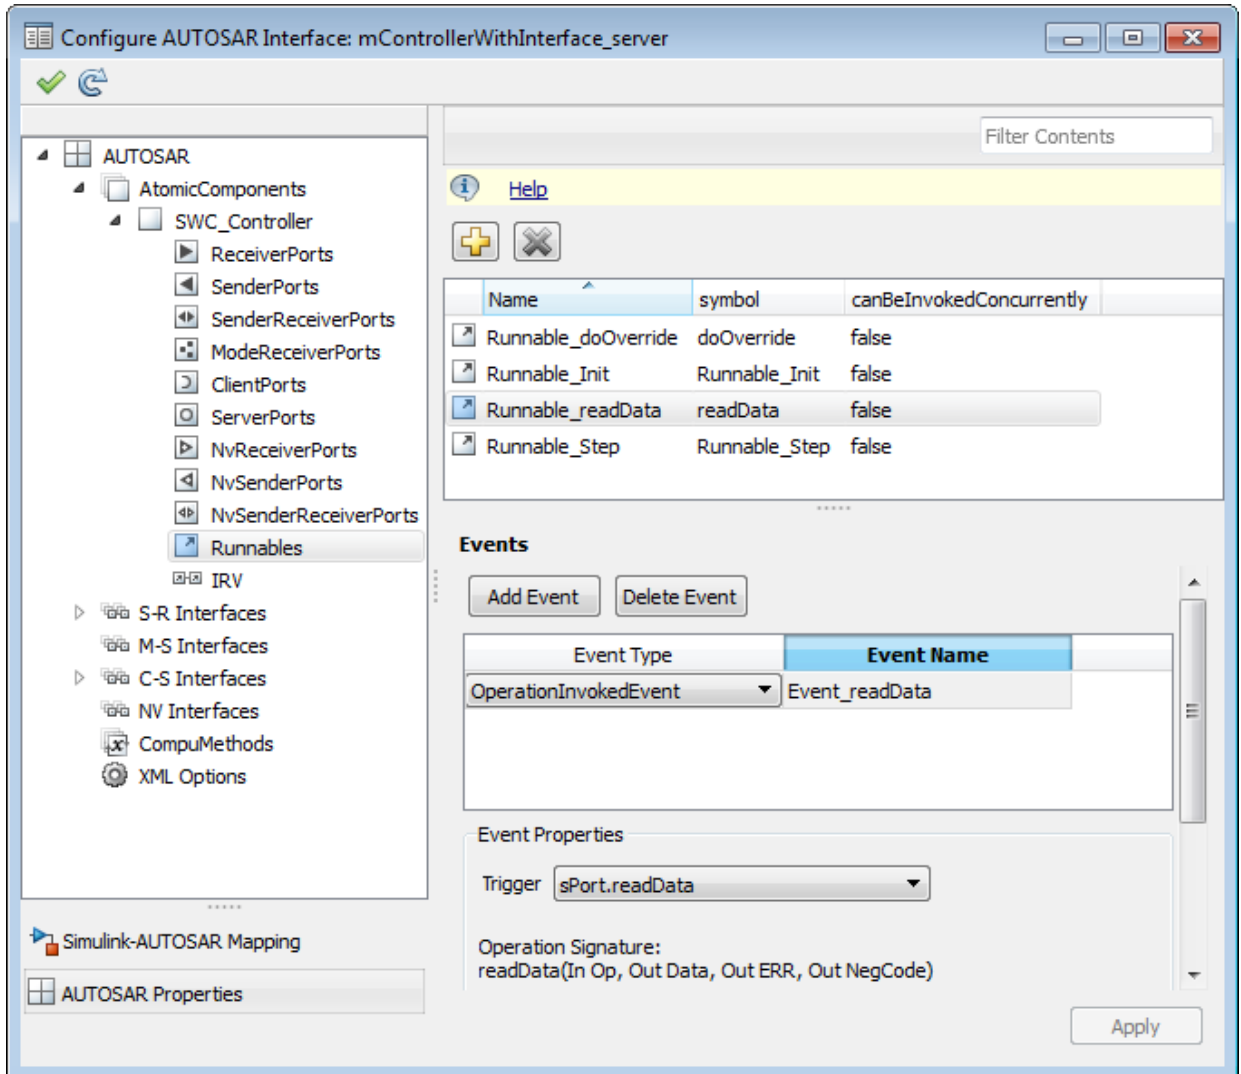 Configure AUTOSAR Interface: mControllerWithInterface_server
Filter Contents
AUTOSAR
AtomicComponents
SWC_Controller
ReceiverPorts
SenderPorts
SenderReceiverPorts
ModeReceiverPorts
ClientPorts
ServerPorts
NvReceiverPorts
NvSenderPorts
NvSenderReceiverPorts
Runnables
IRV
S-R Interfaces
M-S Interfaces
C-S Interfaces
NV Interfaces
CompuMethods
XML Options
Simulink-AUTOSAR Mapping
AUTOSAR Properties
Help
Name symbol canBeInvokedConcurrently
Runnable_doOverride doOverride false
Runnable_Init Runnable_Init false
Runnable_readData readData false
Runnable_Step Runnable_Step false
Events
Add Event Delete Event
Event Type Event Name
OperationInvokedEvent Event_readData
Event Properties
Trigger sPort.readData
Operation Signature:
readData(In Op, Out Data, Out ERR, Out NegCode)
Apply